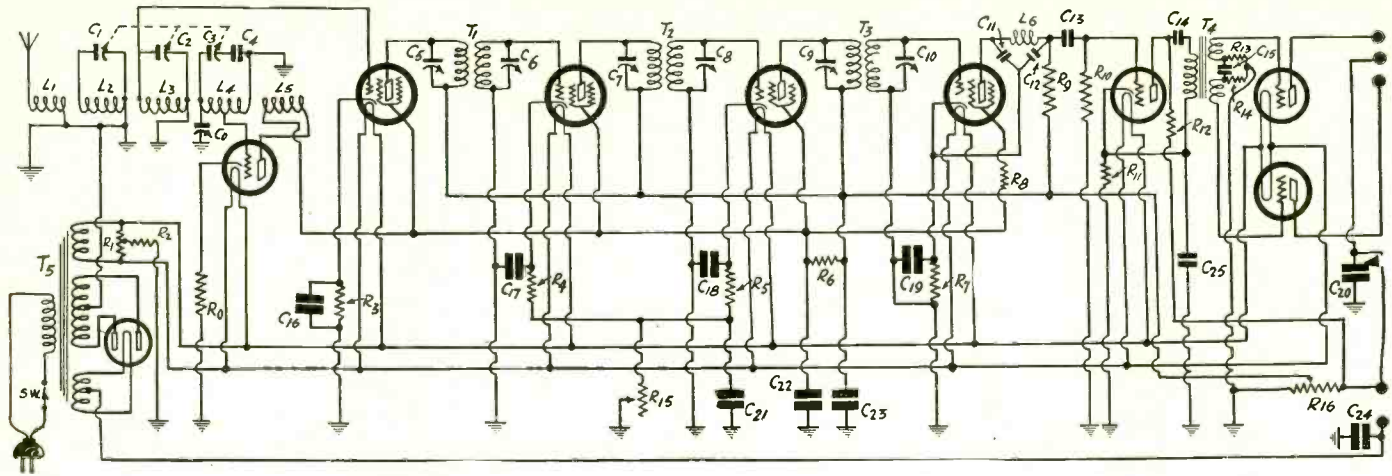 C1 C2 C3 C4
L1 L2 L3 L4 L5
C0
C5 T1 C6 C7 T2 C8 C9 T3 C10
C11 L6 C13
C12 R9 R10
C14 T4 R13 C15
R14
R12
R11
R8
T5 R1 R2
R0
C16 R3
C17 R4
C18 R5
R6
C19 R7
C25
C20
SW.
R15
C21
C22
C23
R16
C24